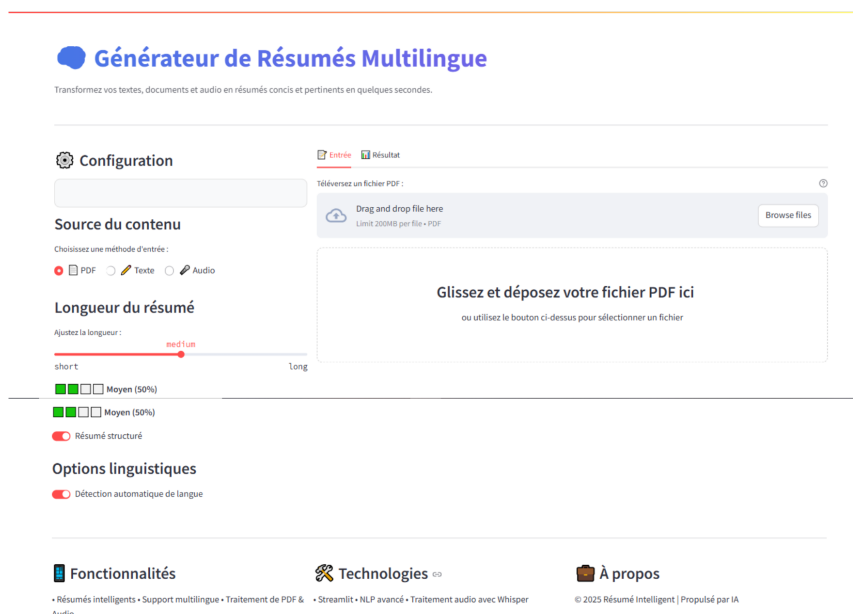 Générateur de Résumés Multilingue
Transformez vos textes, documents et audio en résumés concis et pertinents en quelques secondes.
Configuration
Source du contenu
Choisissez une méthode d'entrée :
PDF Texte Audio
Longueur du résumé
Ajustez la longueur :
medium
short long
Moyen (50%)
Moyen (50%)
Résumé structuré
Options linguistiques
Détection automatique de langue
Entrée Résultat
Téléversez un fichier PDF :
Drag and drop file here
Limit 200MB per file • PDF
Browse files
Glissez et déposez votre fichier PDF ici
ou utilisez le bouton ci-dessus pour sélectionner un fichier
Fonctionnalités
• Résumés intelligents • Support multilingue • Traitement de PDF &
Audio
Technologies
• Streamlit • NLP avancé • Traitement audio avec Whisper
À propos
© 2025 Résumé Intelligent | Propulsé par IA